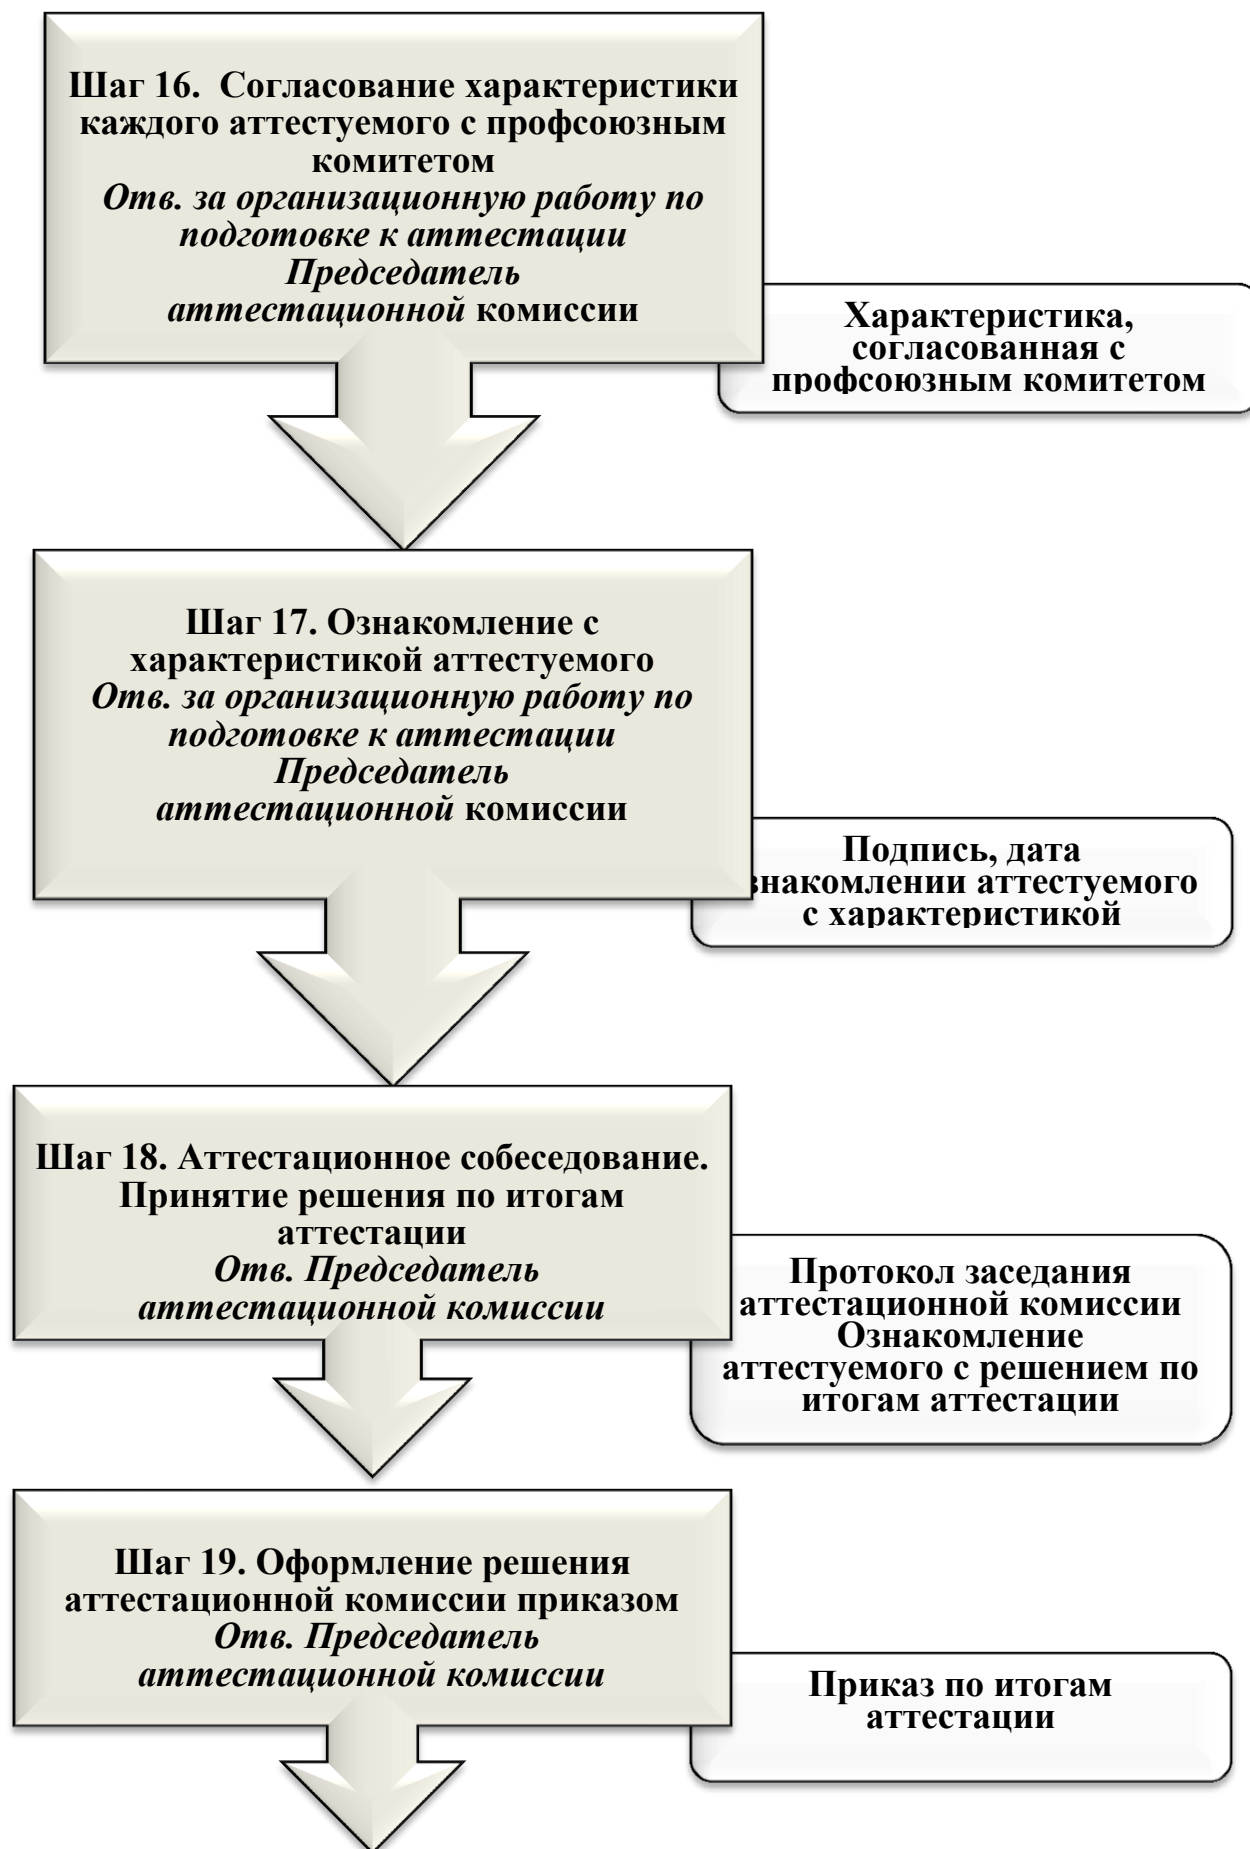 Шаг 16.  Согласование характеристики
каждого аттестуемого с профсоюзным
комитетом
Отв. за организационную работу по
подготовке к аттестации
Председатель
аттестационной комиссии
Характеристика,
согласованная с
профсоюзным комитетом
Шаг 17. Ознакомление с
характеристикой аттестуемого
Отв. за организационную работу по
подготовке к аттестации
Председатель
аттестационной комиссии
Подпись, дата
знакомлении аттестуемого
с характеристикой
Шаг 18. Аттестационное собеседование.
Принятие решения по итогам
аттестации
Отв. Председатель
аттестационной комиссии
Протокол заседания
аттестационной комиссии
Ознакомление
аттестуемого с решением по
итогам аттестации
Шаг 19. Оформление решения
аттестационной комиссии приказом
Отв. Председатель
аттестационной комиссии
Приказ по итогам
аттестации